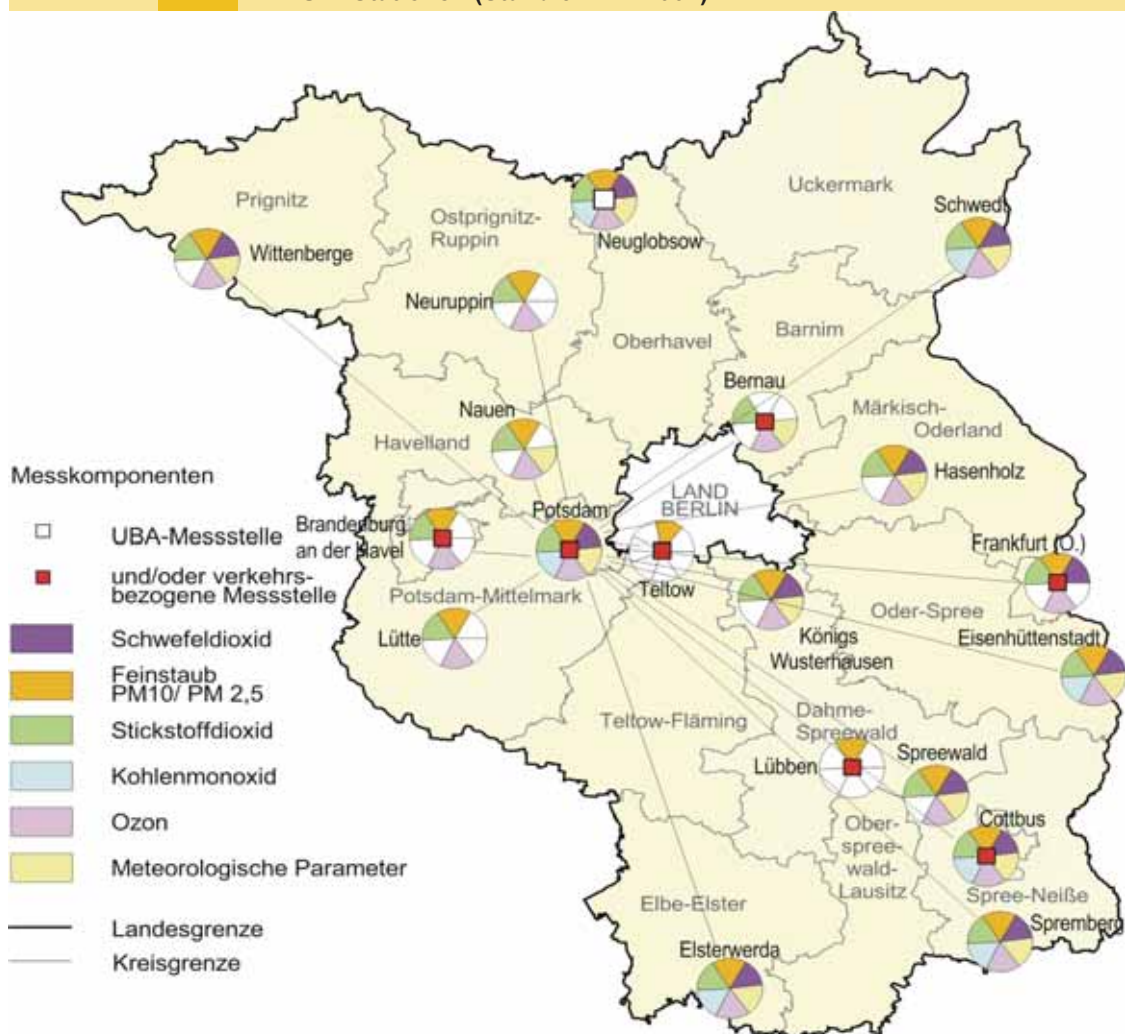 Prignitz
Wittenberge
Ostprignitz-
Ruppin
Neuruppin
Neuglobsow
Uckermark
Schwedt
Oberhavel
Barnim
Bernau
Märkisch-
Oderland
Hasenholz
Nauen
Havelland
LAND
BERLIN
Potsdam
Brandenburg
an der Havel
Teltow
Frankfurt (O.)
Potsdam-Mittelmark
Lütte
Königs
Wusterhausen
Oder-Spree
Eisenhüttenstadt
Teltow-Fläming
Dahme-
Spreewald
Lübben
Spreewald
Cottbus
Ober-
spree-
wald-
Lausitz
Spree-Neiße
Spremberg
Elbe-Elster
Elsterwerda
Messkomponenten
UBA-Messstelle
und/oder verkehrs-
bezogene Messstelle
Schwefeldioxid
Feinstaub
PM10/ PM 2,5
Stickstoffdioxid
Kohlenmonoxid
Ozon
Meteorologische Parameter
Landesgrenze
Kreisgrenze